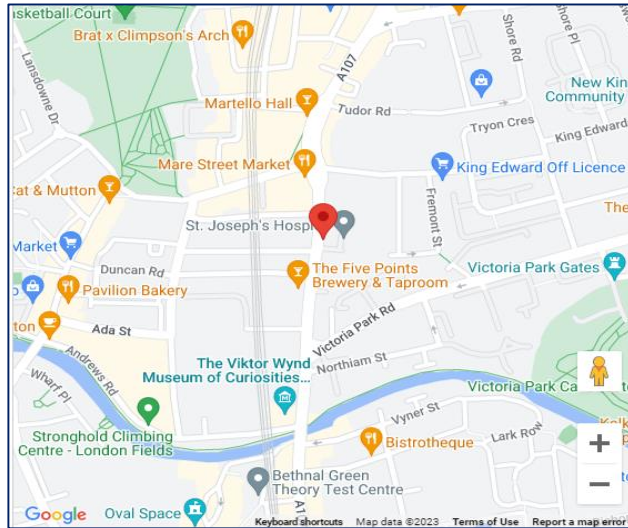 asketball Court
Brat x Climpson's Arch
Lansdowne Dr
A107
Shore Rd
Shore Pl
Martello Hall
Tudor Rd
New Kin
Community
Tryon Cres
King Edward
Mare Street Market
King Edward Off Licence
Cat & Mutton
Fremont St
The
St. Joseph's Hospi
Market
Duncan Rd
The Five Points
Brewery & Taproom
Victoria Park Gates
Pavilion Bakery
ton
Ada St
Victoria Park Rd
Andrews Rd
Northiam St
The Viktor Wynd
Museum of Curiosities...
Wharf Pl
Victoria Park Ca
Vyner St
Stronghold Climbing
Centre - London Fields
Bistrotheque
Lark Row
Bethnal Green
Theory Test Centre
Oval Space
A1
Google
Keyboard shortcuts
Map data ©2023
Terms of Use
Report a map error